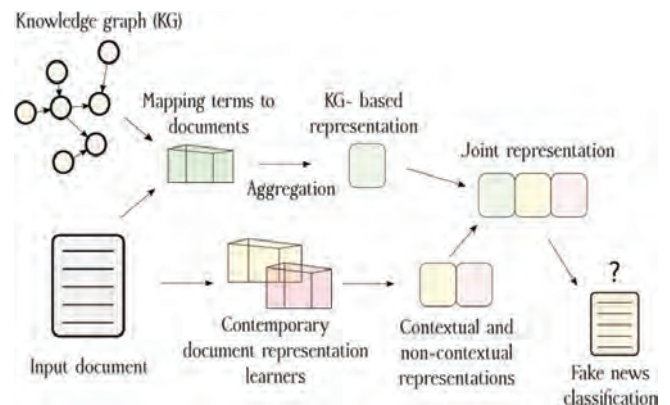 Knowledge graph (KG)
Mapping terms to
documents
KG- based
representation
Aggregation
Joint representation
Input document
Contemporary
document representation
learners
Contextual and
non-contextual
representations
?
Fake news
classification